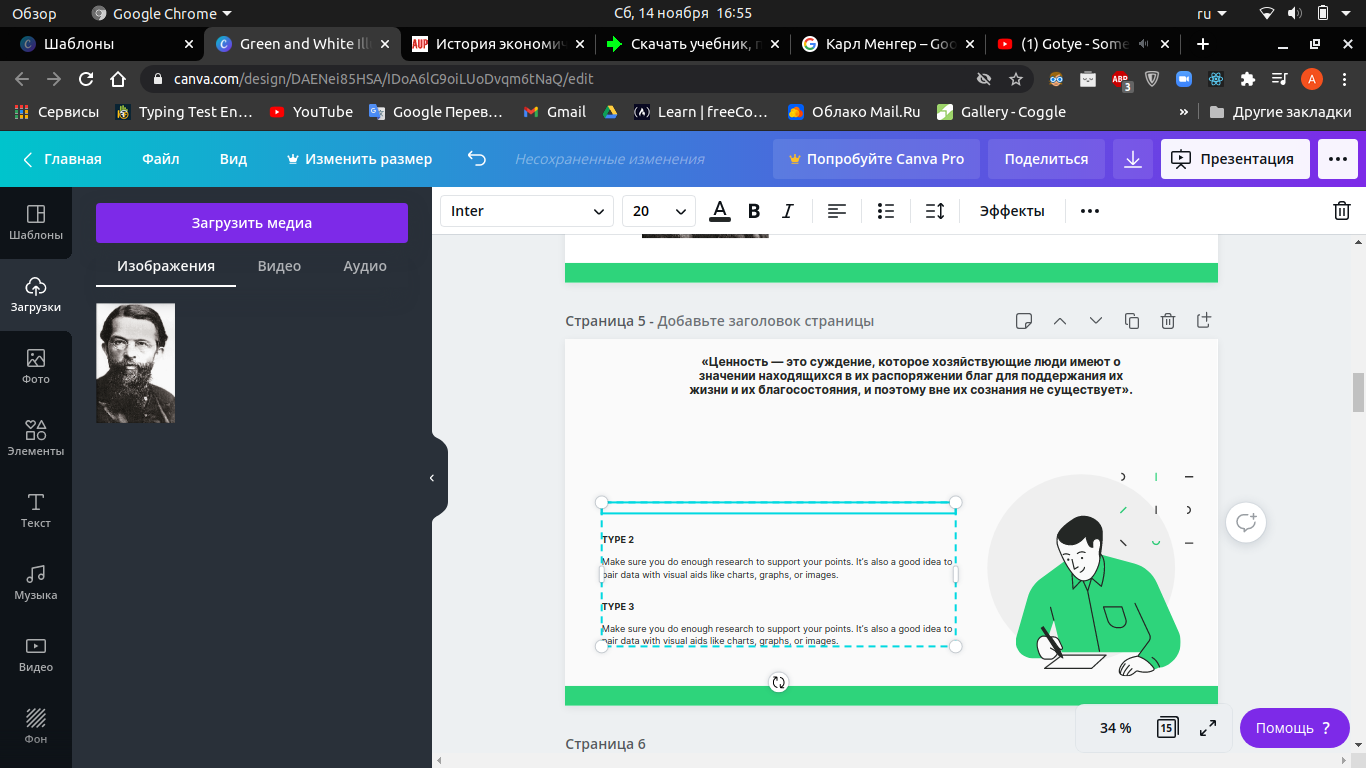 Обзор
Google Chrome
Сб, 14 ноября 16:55
ru
Шаблоны
Green and White Ill
AUP
История экономич
Скачать учебник, п
Карл Менгер – Goo
(1) Gotye - Some
canva.com/design/DAENei85HSA/IDoA6lG9oiLUoDvqm6tNaQ/edit
ABP
3
A
Сервисы
Typing Test En…
YouTube
Google Перев…
Gmail
Learn | freeCo…
Облако Mail.Ru
Gallery - Coggle
»
Другие закладки
Главная
Файл
Вид
Изменить размер
Несохраненные изменения
Попробуйте Canva Pro
Поделиться
Презентация
Шаблоны
Загрузки
Фото
Элементы
Текст
Музыка
Видео
Фон
Загрузить медиа
Изображения
Видео
Аудио
Inter
20
A
B
I
Эффекты
Страница 5 - Добавьте заголовок страницы
«Ценность — это суждение, которое хозяйствующие люди имеют о
значении находящихся в их распоряжении благ для поддержания их
жизни и их благосостояния, и поэтому вне их сознания не существует».
TYPE 2
Make sure you do enough research to support your points. It's also a good idea to
pair data with visual aids like charts, graphs, or images.
TYPE 3
Make sure you do enough research to support your points. It's also a good idea to
pair data with visual aids like charts, graphs, or images.
Страница 6
34 %
15
Помощь ?